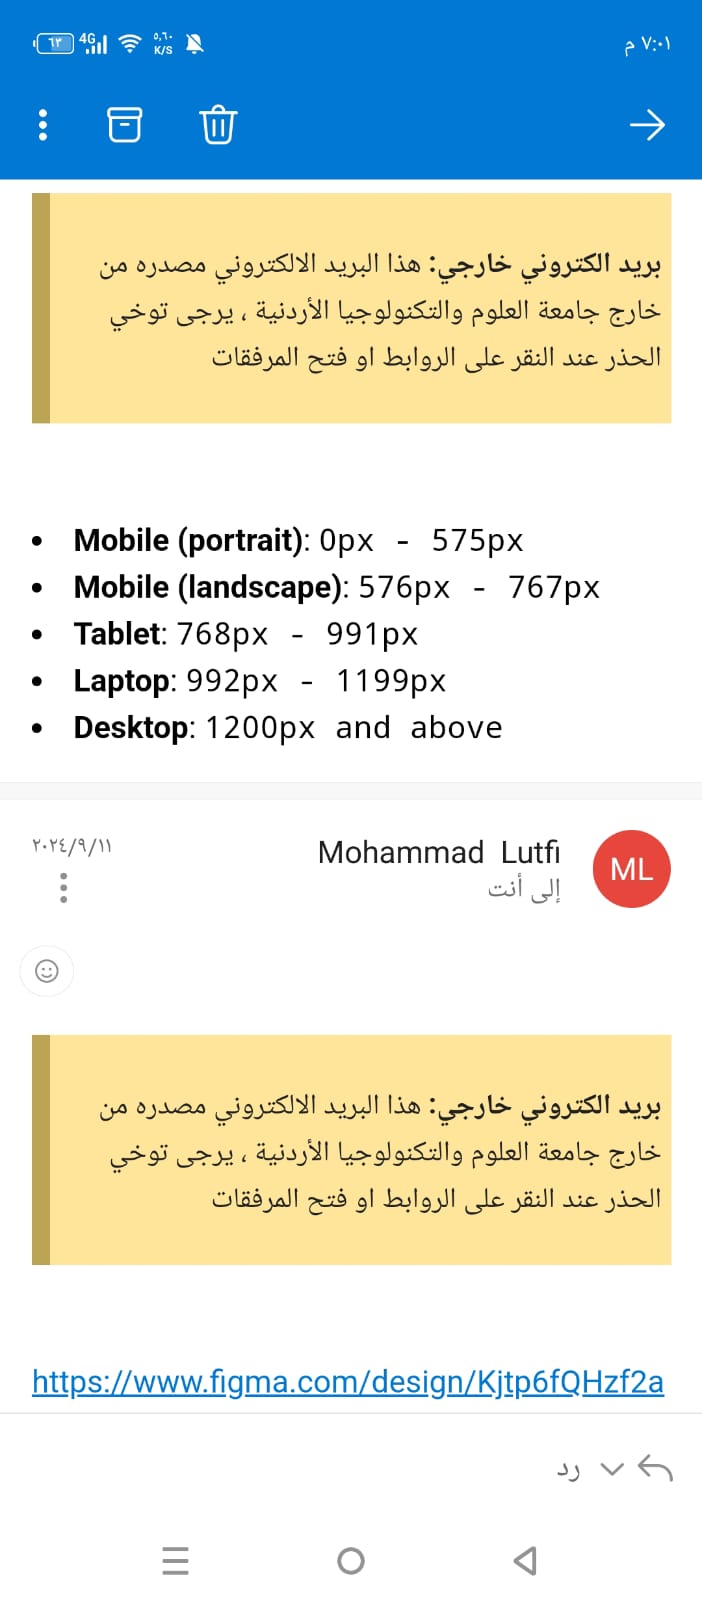 ٦٣ 4G ٥,٦٠ K/S ٧:٠١ م
بريد الكتروني خارجي: هذا البريد الالكتروني مصدره من
خارج جامعة العلوم والتكنولوجيا الأردنية ، يرجى توخي
الحذر عند النقر على الروابط او فتح المرفقات
• Mobile (portrait): 0px - 575px
• Mobile (landscape): 576px - 767px
• Tablet: 768px - 991px
• Laptop: 992px - 1199px
• Desktop: 1200px and above
٢٠٢٤/٩/١١
Mohammad Lutfi
ML
إلى أنت
بريد الكتروني خارجي: هذا البريد الالكتروني مصدره من
خارج جامعة العلوم والتكنولوجيا الأردنية ، يرجى توخي
الحذر عند النقر على الروابط او فتح المرفقات
https://www.figma.com/design/Kjtp6fQHzf2a
رد